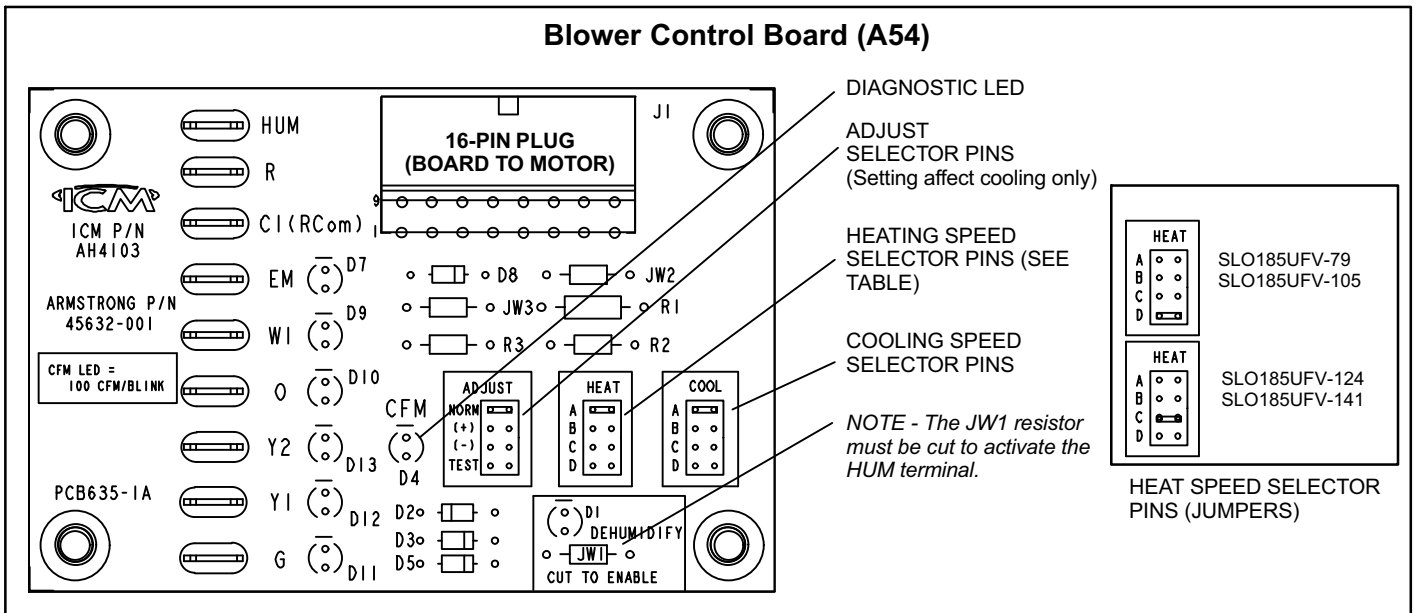 Blower Control Board (A54)
HUM
R
C1(RCom)
EM
W1
O
Y2
Y1
G
ICM
ICM P/N
AH4103
ARMSTRONG P/N
45632-001
CFM LED =
100 CFM/BLINK
PCB635-1A
16-PIN PLUG
(BOARD TO MOTOR)
J1
9
1
D7
D9
D10
D13
D12
D11
D8
JW2
JW3
R1
R3
R2
CFM
D4
ADJUST
NORM
(+)
(-)
TEST
HEAT
A
B
C
D
COOL
A
B
C
D
D2
D3
D5
D1
DEHUMIDIFY
JW1
CUT TO ENABLE
DIAGNOSTIC LED
ADJUST
SELECTOR PINS
(Setting affect cooling only)
HEATING SPEED
SELECTOR PINS (SEE
TABLE)
COOLING SPEED
SELECTOR PINS
NOTE - The JW1 resistor
must be cut to activate the
HUM terminal.
HEAT
A
B
C
D
SLO185UFV-79
SLO185UFV-105
HEAT
A
B
C
D
SLO185UFV-124
SLO185UFV-141
HEAT SPEED SELECTOR
PINS (JUMPERS)